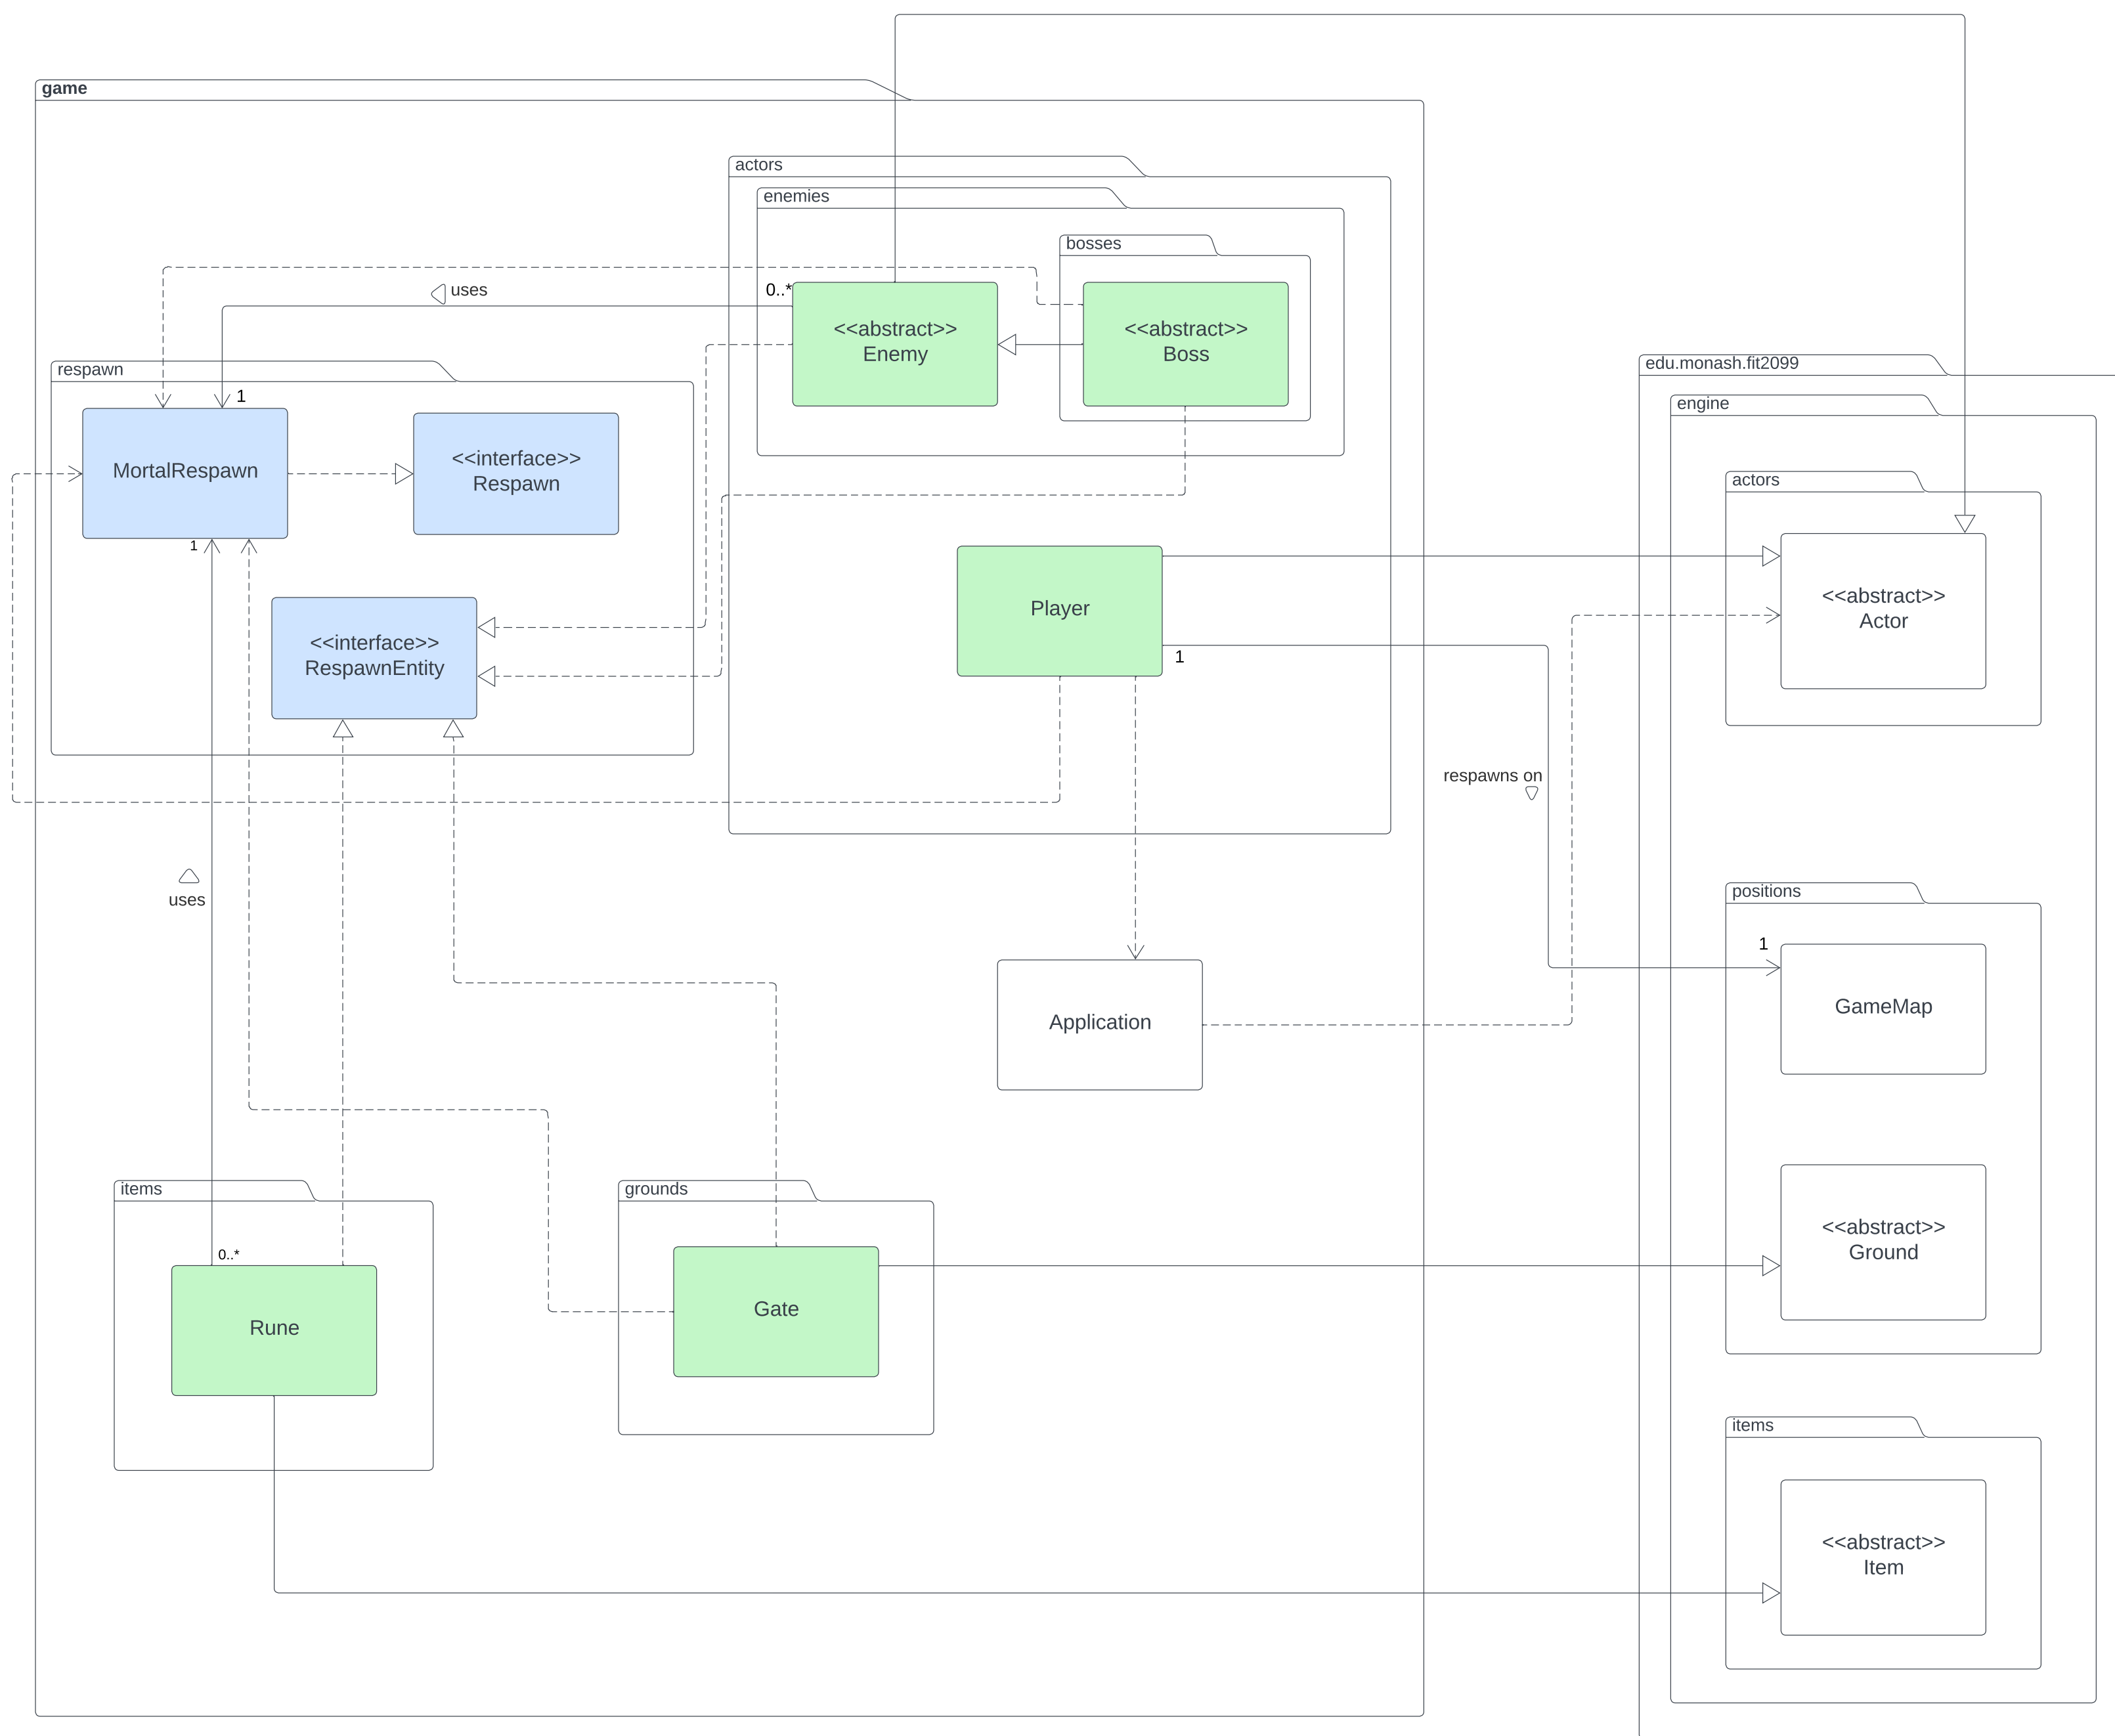 game
actors
enemies
bosses
uses
0..*
<<abstract>>
Enemy
<<abstract>>
Boss
respawn
1
MortalRespawn
<<interface>>
Respawn
1
<<interface>>
RespawnEntity
Player
1
respawns on
uses
Application
items
0..*
Rune
grounds
Gate
edu.monash.fit2099
engine
actors
<<abstract>>
Actor
positions
1
GameMap
<<abstract>>
Ground
items
<<abstract>>
Item